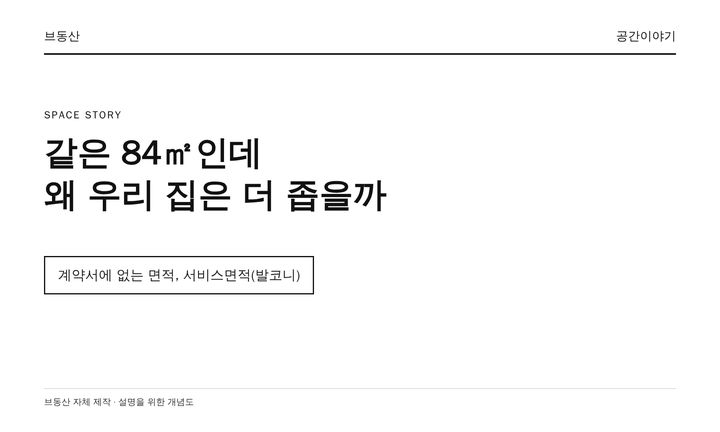 브동산
공간이야기
SPACE STORY
같은 84㎡인데
왜 우리 집은 더 좁을까
계약서에 없는 면적, 서비스면적(발코니)
브동산 자체 제작 · 설명을 위한 개념도